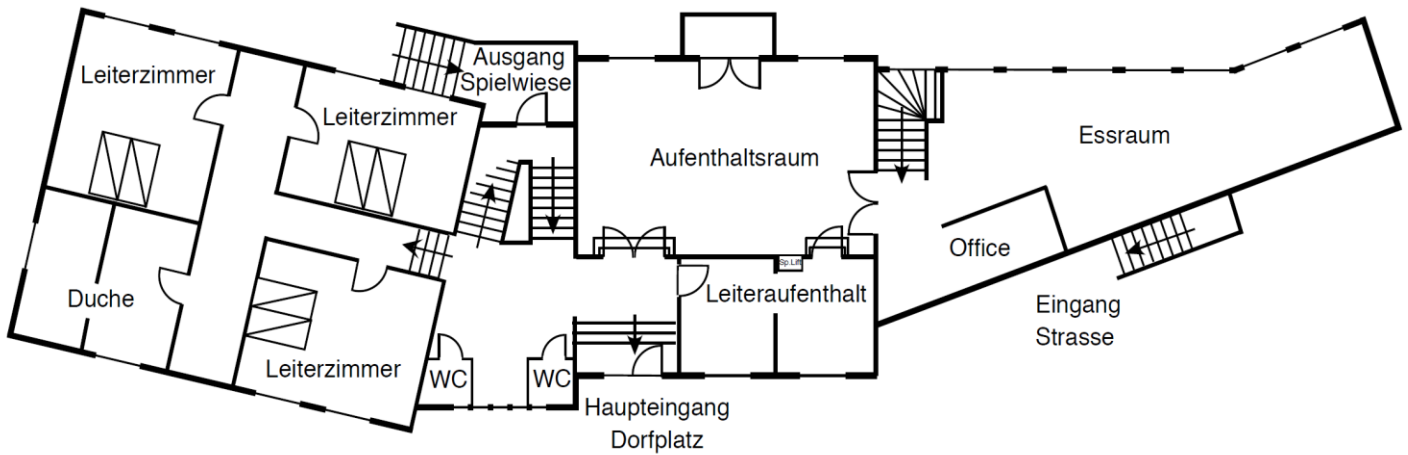 Leiterzimmer
Leiterzimmer
Ausgang
Spielwiese
Aufenthaltsraum
Essraum
Office
Sp.Lift
Leiteraufenthalt
Duche
Leiterzimmer
WC
WC
Haupteingang
Dorfplatz
Eingang
Strasse